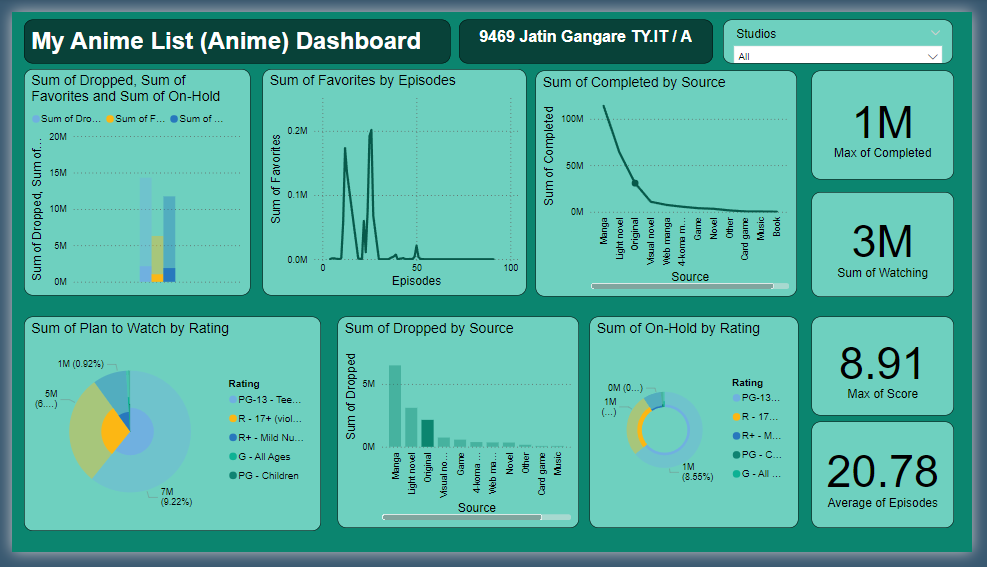 My Anime List (Anime) Dashboard
9469 Jatin Gangare TY.IT / A
Studios
All
Sum of Dropped, Sum of
Favorites and Sum of On-Hold
Sum of Dro... Sum of F... Sum of ...
Sum of Dropped, Sum of...
20M
15M
10M
5M
0M
Sum of Favorites by Episodes
Sum of Favorites
0.2M
0.1M
0.0M
0 50 100
Episodes
Sum of Completed by Source
Sum of Completed
100M
50M
0M
Manga
Light novel
Original
Visual novel
Web manga
4-koma m...
Game
Novel
Other
Card game
Music
Book
Source
1M
Max of Completed
3M
Sum of Watching
Sum of Plan to Watch by Rating
1M (0.92%)
5M
(6....)
7M
(9.22%)
Rating
PG-13 - Tee...
R - 17+ (viol...
R+ - Mild Nu...
G - All Ages
PG - Children
Sum of Dropped by Source
Sum of Dropped
5M
0M
Manga
Light novel
Original
Visual no...
Game
4-koma ...
Web ma...
Novel
Other
Card game
Music
Source
Sum of On-Hold by Rating
0M (0...)
1M
(...)
1M
(8.55%)
Rating
PG-13...
R - 17...
R+ - M...
PG - C...
G - All ...
8.91
Max of Score
20.78
Average of Episodes